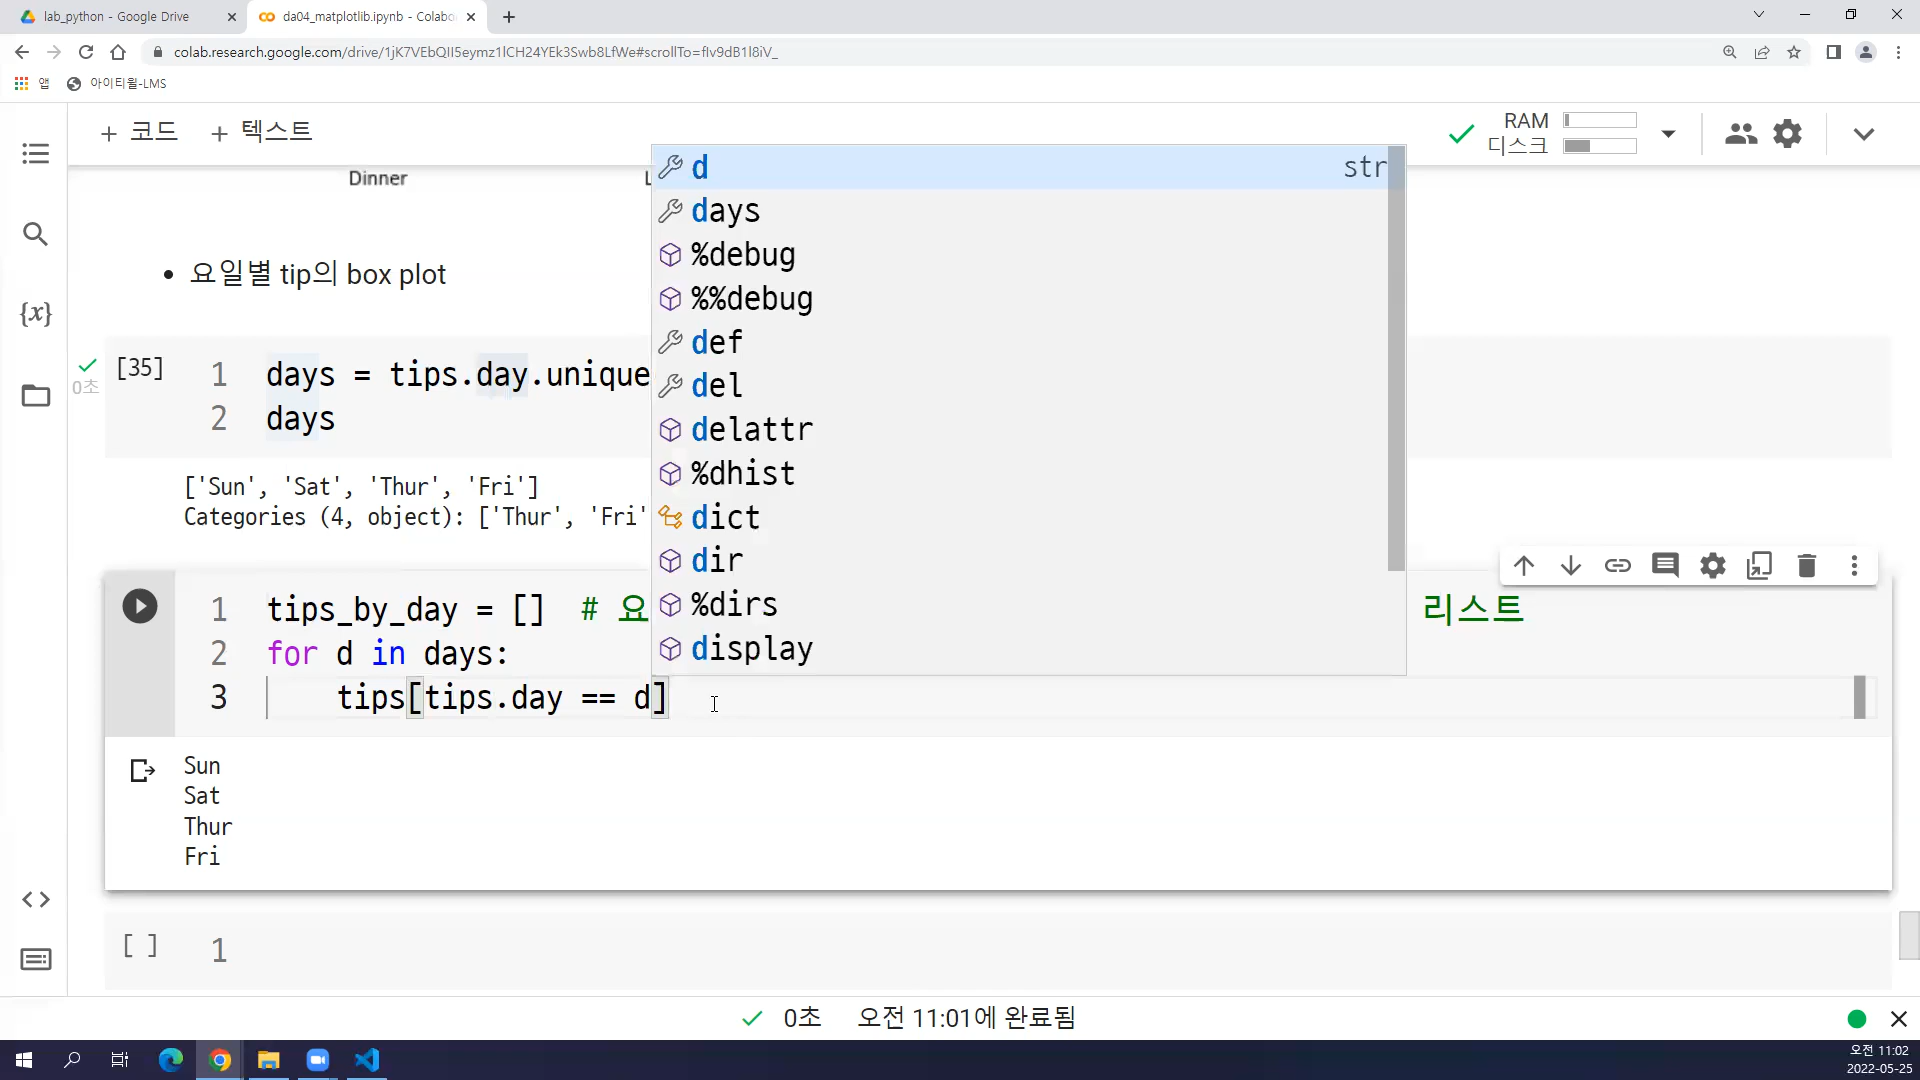 lab_python - Google Drive
da04_matplotlib.ipynb - Colabo
colab.research.google.com/drive/1jK7VEbQII5eymz1lCH24YEk3Swb8LfWe#scrollTo=flv9dB1l8iV_
앱
아이티윌-LMS
+ 코드 + 텍스트
RAM
디스크
Dinner
요일별 tip의 box plot
[35]
0초
1 days = tips.day.unique
2 days
['Sun', 'Sat', 'Thur', 'Fri']
Categories (4, object): ['Thur', 'Fri'
d str
days
%debug
%%debug
def
del
delattr
%dhist
dict
dir
%dirs
display
1 tips_by_day = [] # 요 리스트
2 for d in days:
3 tips[tips.day == d]
Sun
Sat
Thur
Fri
[ ] 1
0초 오전 11:01에 완료됨
오전 11:02
2022-05-25